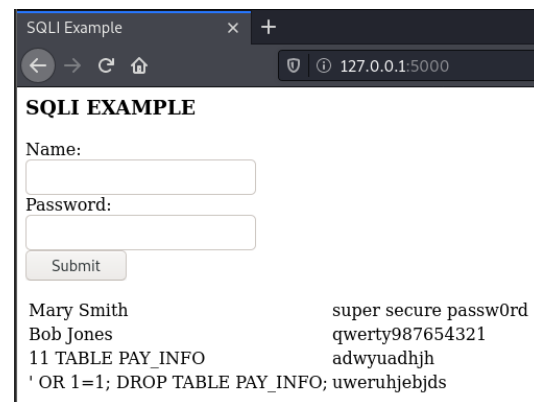 SQLI Example × +
127.0.0.1:5000
SQLI EXAMPLE
Name:
Password:
Submit
Mary Smith super secure passw0rd
Bob Jones qwerty987654321
11 TABLE PAY_INFO adwyuadhjh
' OR 1=1; DROP TABLE PAY_INFO; uweruhjebjds